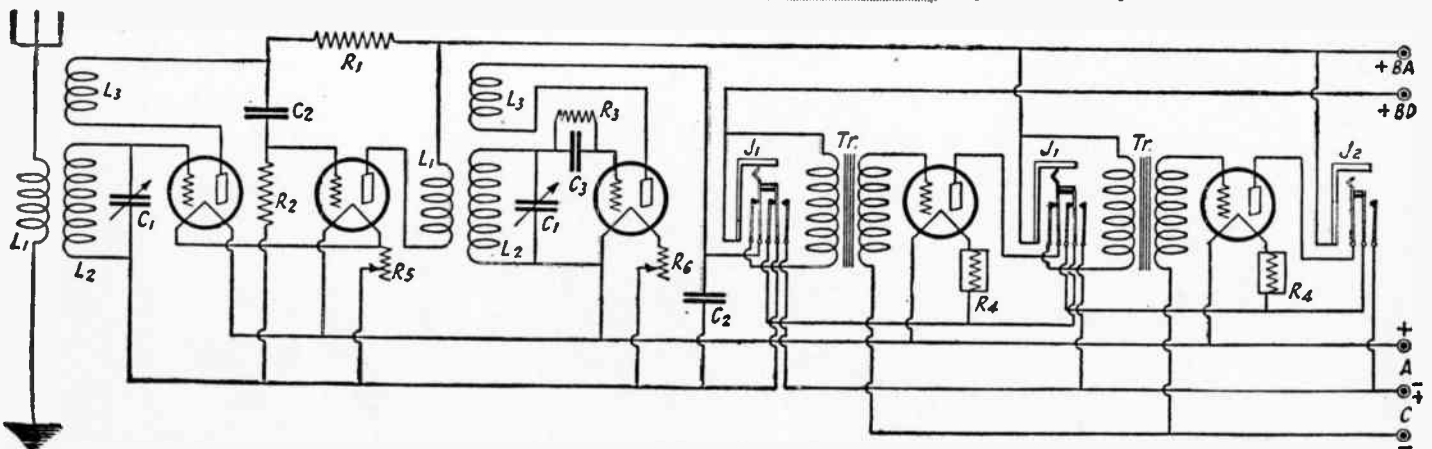 R1
+BA
L3
C2
L3
R3
+BD
J1
Tr.
J1
Tr.
J2
C1
R2
L1
C3
C1
L1
L2
R5
L2
R6
C2
R4
R4
+
A
- +
C
-